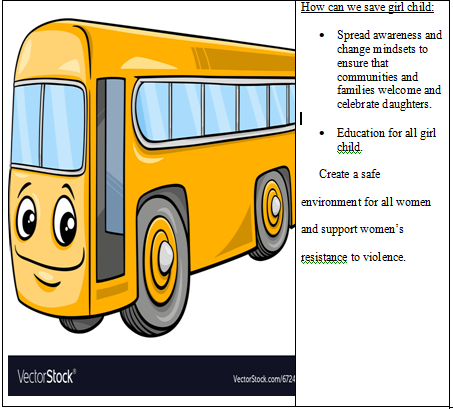 How can we save girl child:
• Spread awareness and
change mindsets to
ensure that
communities and
families welcome and
celebrate daughters.
• Education for all girl
child.
Create a safe
environment for all women
and support women's
resistance to violence.
VectorStock®
VectorStock.com/6724